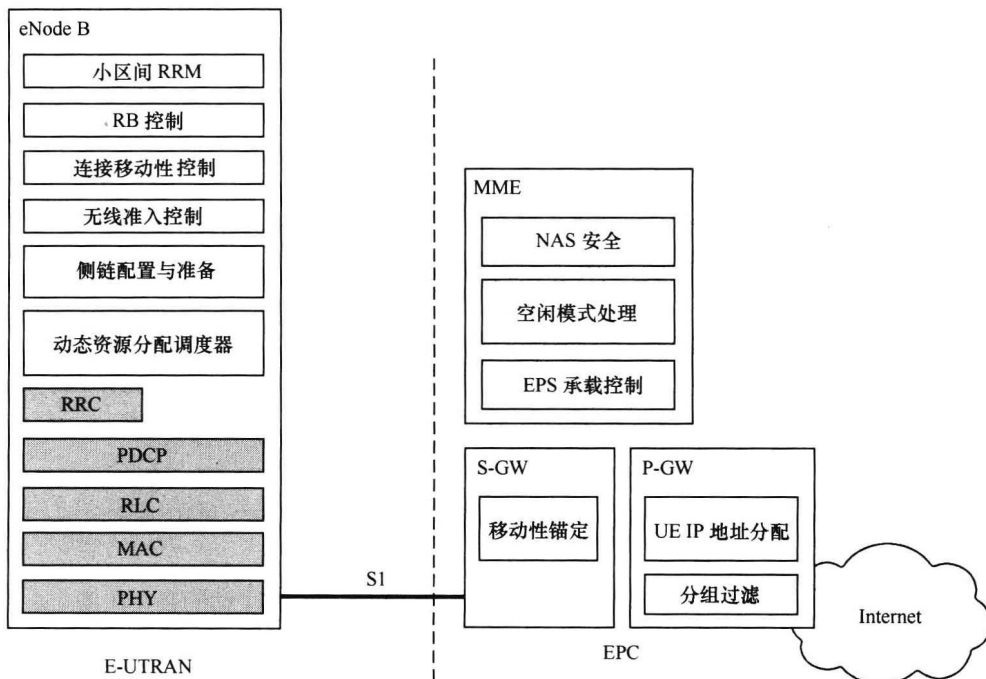 eNode B
小区间 RRM
RB 控制
连接移动性 控制
无线准入控制
侧链配置与准备
动态资源分配调度器
RRC
PDCP
RLC
MAC
PHY
E-UTRAN
S1
MME
NAS 安全
空闲模式处理
EPS 承载控制
S-GW
移动性锚定
P-GW
UE IP 地址分配
分组过滤
EPC
Internet